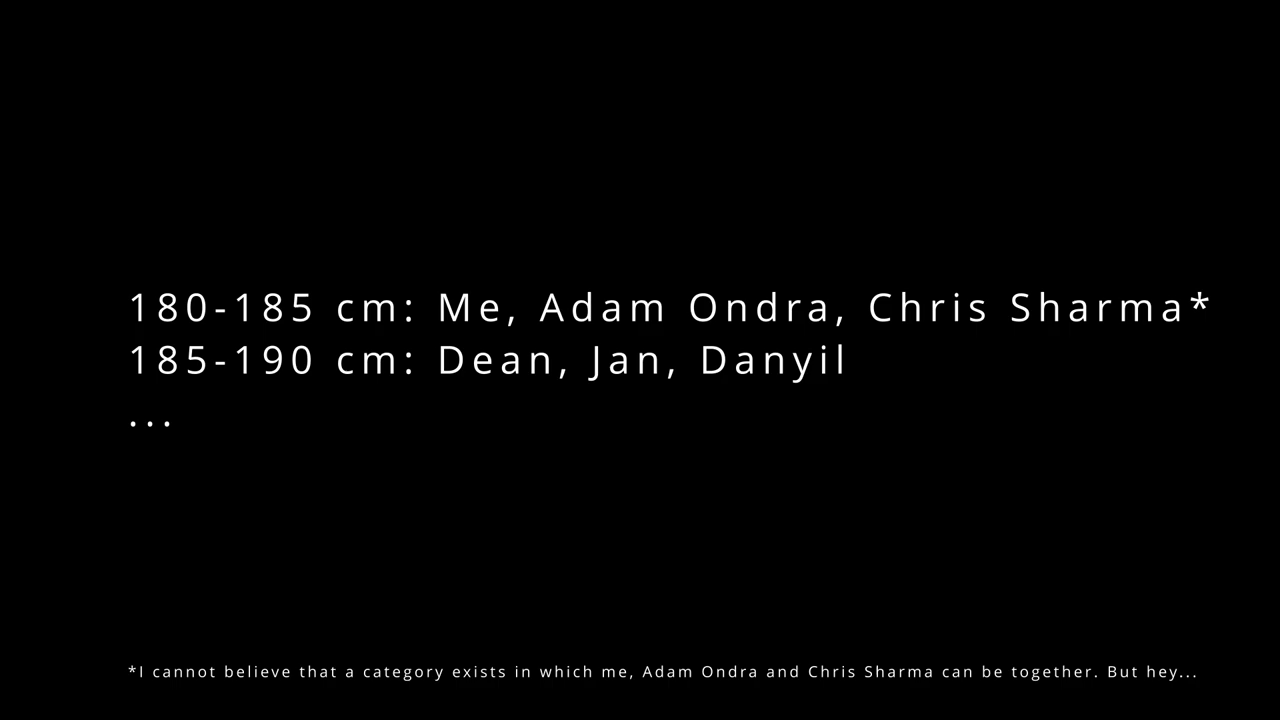 180-185 cm: Me, Adam Ondra, Chris Sharma*
185-190 cm: Dean, Jan, Danyil
...
*I cannot believe that a category exists in which me, Adam Ondra and Chris Sharma can be together. But hey...